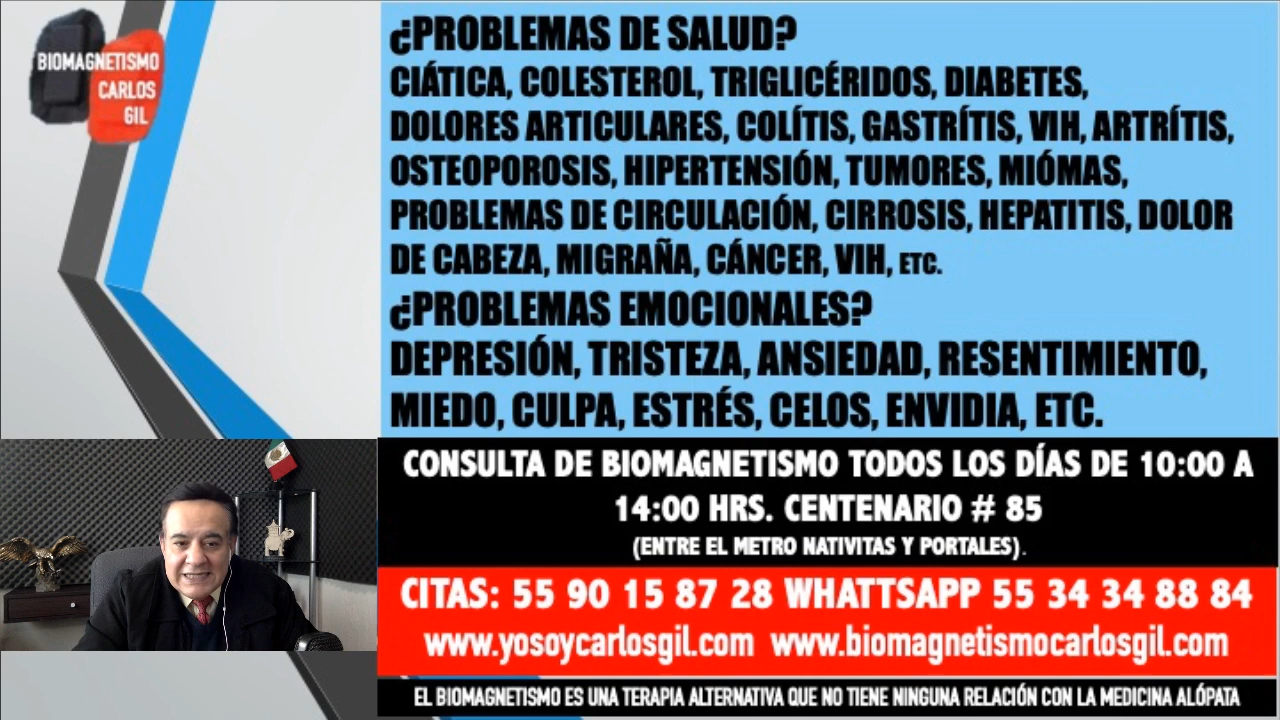 BIOMAGNETISMO
CARLOS
GIL
¿PROBLEMAS DE SALUD?
CIÁTICA, COLESTEROL, TRIGLICÉRIDOS, DIABETES,
DOLORES ARTICULARES, COLÍTIS, GASTRÍTIS, VIH, ARTRÍTIS,
OSTEOPOROSIS, HIPERTENSIÓN, TUMORES, MIÓMAS,
PROBLEMAS DE CIRCULACIÓN, CIRROSIS, HEPATITIS, DOLOR
DE CABEZA, MIGRAÑA, CÁNCER, VIH, ETC.
¿PROBLEMAS EMOCIONALES?
DEPRESIÓN, TRISTEZA, ANSIEDAD, RESENTIMIENTO,
MIEDO, CULPA, ESTRÉS, CELOS, ENVIDIA, ETC.
CONSULTA DE BIOMAGNETISMO TODOS LOS DÍAS DE 10:00 A
14:00 HRS. CENTENARIO # 85
(ENTRE EL METRO NATIVITAS Y PORTALES).
CITAS: 55 90 15 87 28 WHATTSAPP 55 34 34 88 84
www.yosoycarlosgil.com www.biomagnetismocarlosgil.com
EL BIOMAGNETISMO ES UNA TERAPIA ALTERNATIVA QUE NO TIENE NINGUNA RELACIÓN CON LA MEDICINA ALÓPATA